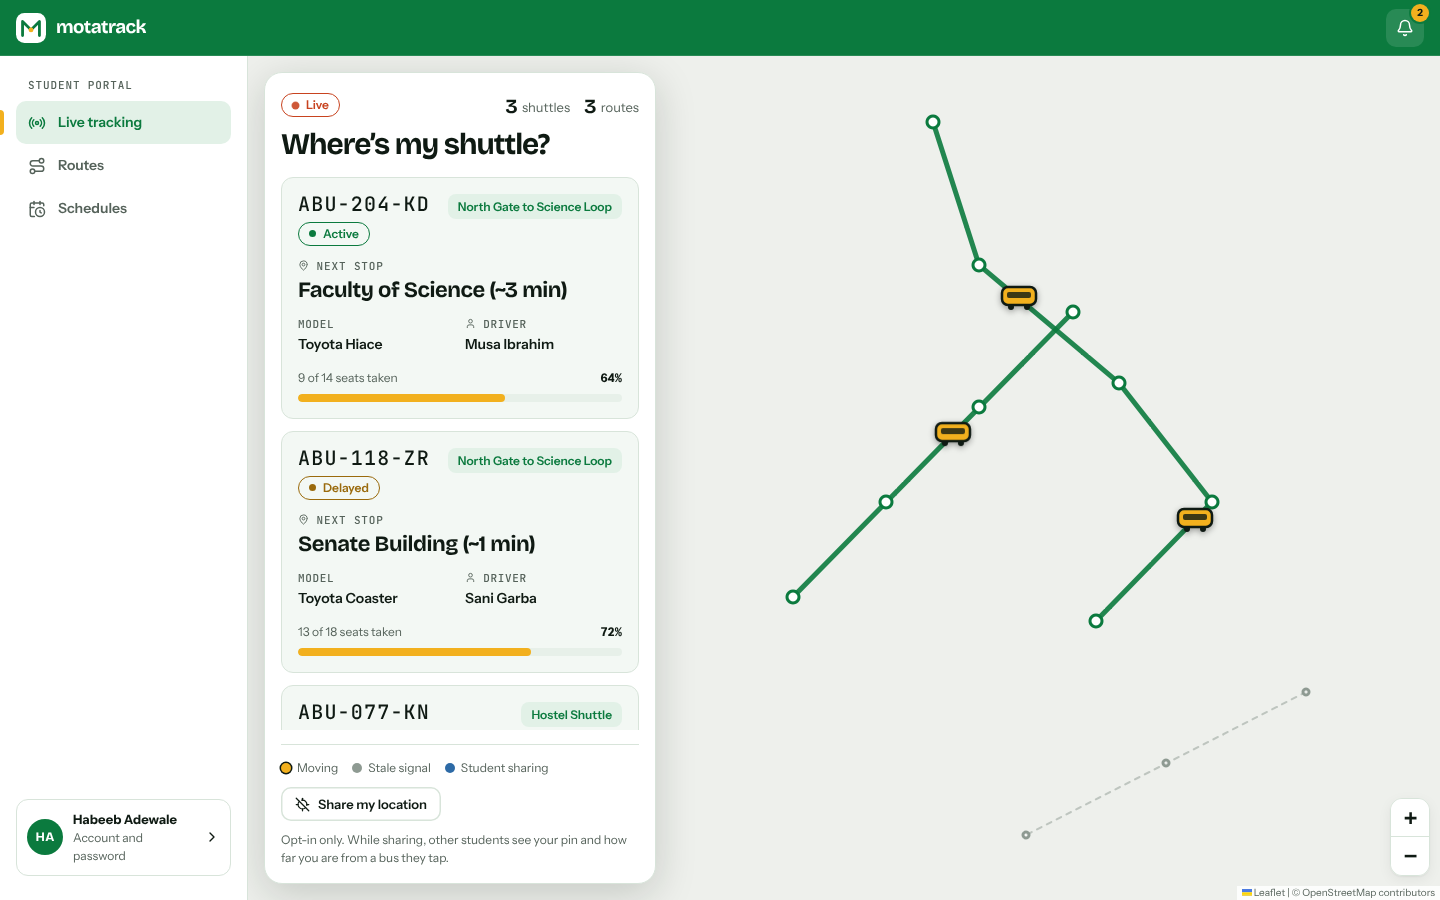 motatrack
2
STUDENT PORTAL
Live tracking
Routes
Schedules
HA
Habeeb Adewale
Account and
password
Live
3 shuttles 3 routes
Where's my shuttle?
ABU-204-KD
North Gate to Science Loop
Active
NEXT STOP
Faculty of Science (~3 min)
MODEL DRIVER
Toyota Hiace Musa Ibrahim
9 of 14 seats taken 64%
ABU-118-ZR
North Gate to Science Loop
Delayed
NEXT STOP
Senate Building (~1 min)
MODEL DRIVER
Toyota Coaster Sani Garba
13 of 18 seats taken 72%
ABU-077-KN
Hostel Shuttle
Moving Stale signal Student sharing
Share my location
Opt-in only. While sharing, other students see your pin and how
far you are from a bus they tap.
+
−
Leaflet | © OpenStreetMap contributors